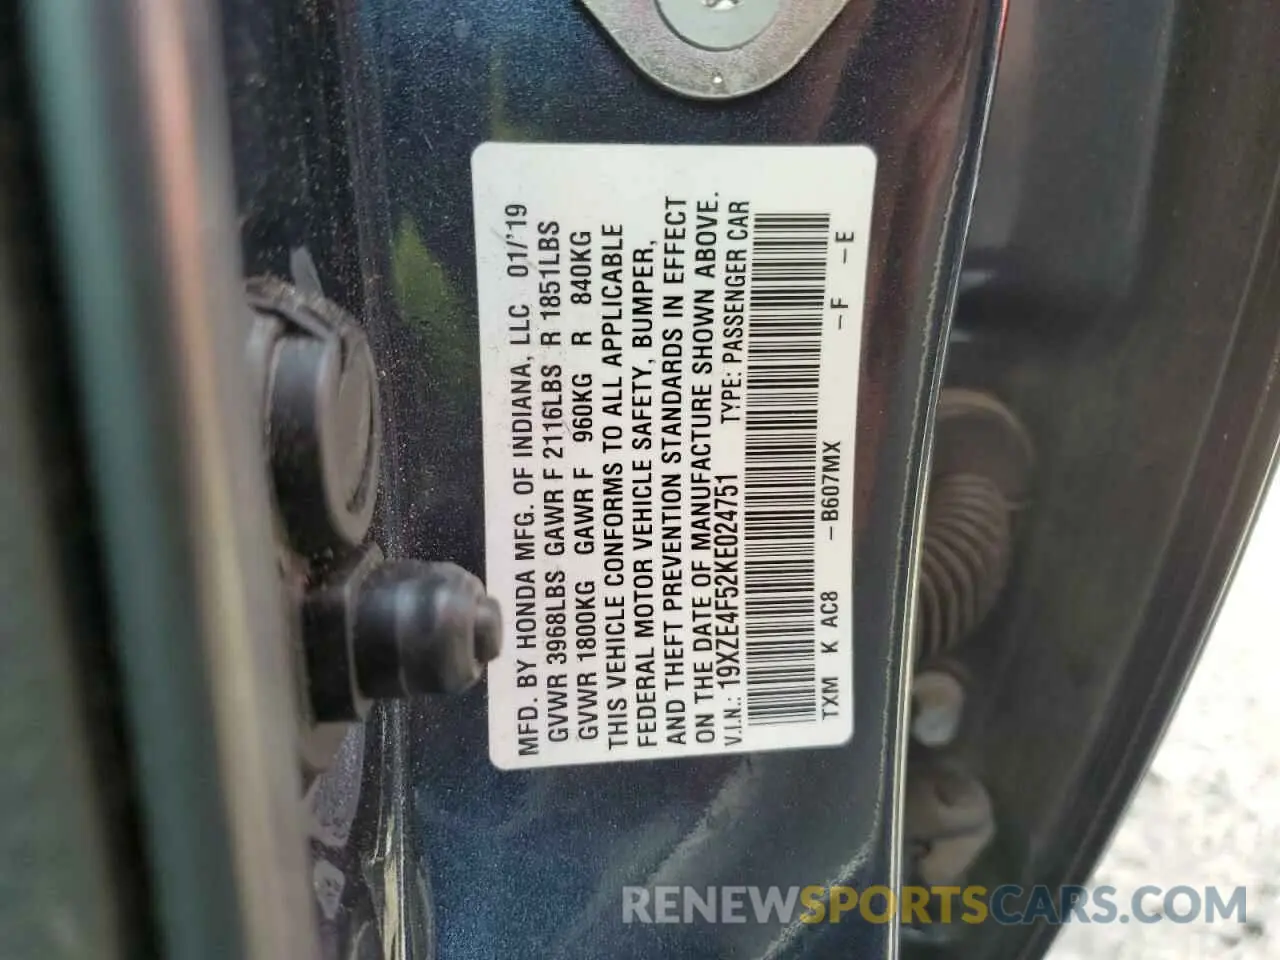 MFD. BY HONDA MFG. OF INDIANA, LLC 01/'19
GVWR 3968LBS GAWR F 2116LBS R 1851LBS
GVWR 1800KG GAWR F 960KG R 840KG
THIS VEHICLE CONFORMS TO ALL APPLICABLE
FEDERAL MOTOR VEHICLE SAFETY, BUMPER,
AND THEFT PREVENTION STANDARDS IN EFFECT
ON THE DATE OF MANUFACTURE SHOWN ABOVE.
V.I.N.: 19XZE4F52KE024751 TYPE: PASSENGER CAR
TXM K AC8 -B607MX -F -E
RENEWSPORTSCARS.COM